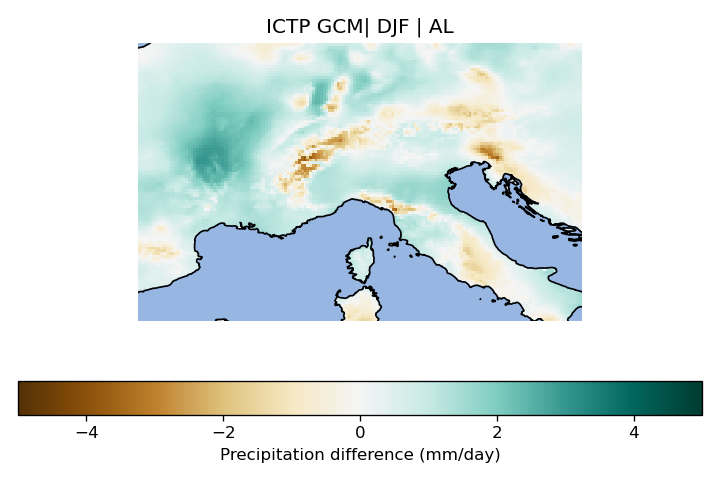 ICTP GCM| DJF | AL
−4 −2 0 2 4
Precipitation difference (mm/day)